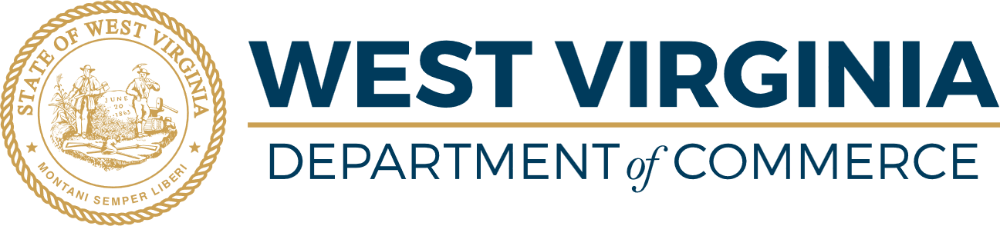 STATE OF WEST VIRGINIA
JUNE
20
1863
MONTANI SEMPER LIBERI
WEST VIRGINIA
DEPARTMENT of COMMERCE